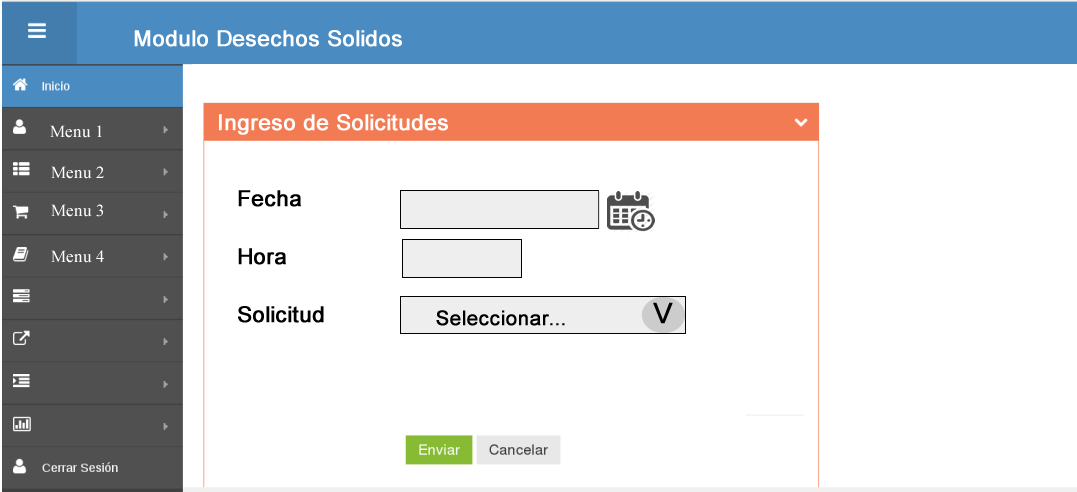 Modulo Desechos Solidos
Inicio
Menu 1
Menu 2
Menu 3
Menu 4
Cerrar Sesión
Ingreso de Solicitudes
Fecha
Hora
Solicitud
Seleccionar... V
Enviar Cancelar